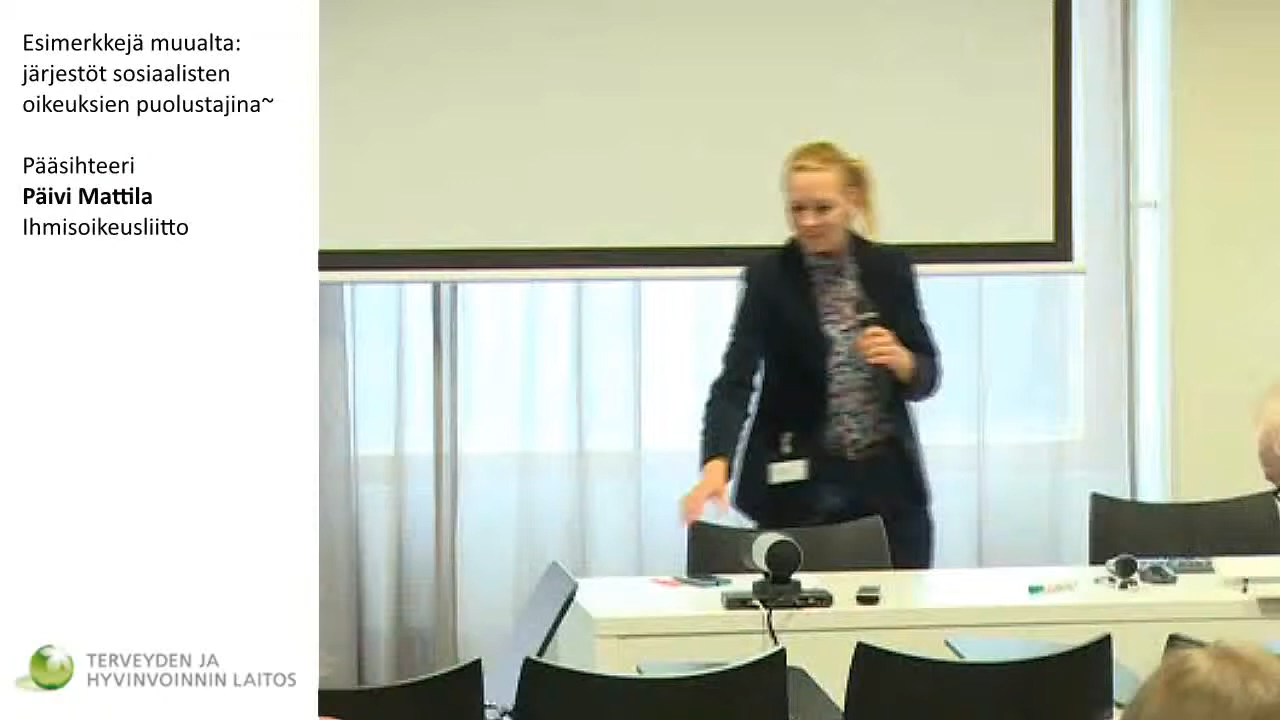 Esimerkkejä muualta:
järjestöt sosiaalisten
oikeuksien puolustajina~
Pääsihteeri
Päivi Mattila
Ihmisoikeusliitto
TERVEYDEN JA
HYVINVOINNIN LAITOS